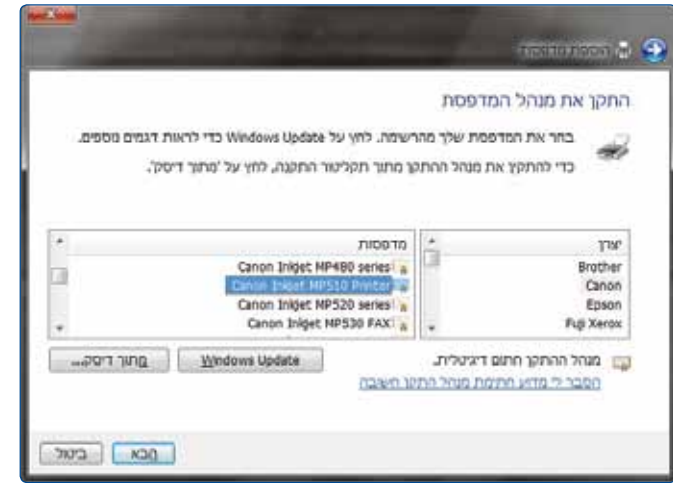 הוספת מדפסת
התקן את מנהל המדפסת
בחר את המדפסת שלך מהרשימה. לחץ על Windows Update כדי לראות דגמים נוספים.
כדי להתקין את מנהל ההתקן מתוך תקליטור התקנה, לחץ על 'מתוך דיסק'.
יצרן
Brother
Canon
Epson
Fuji Xerox
מדפסות
Canon Inkjet MP480 series
Canon Inkjet MP510 Printer
Canon Inkjet MP520 series
Canon Inkjet MP530 FAX
מנהל ההתקן חתום דיגיטלית.
הסבר לי מדוע חתימת מנהל התקן חשובה
Windows Update
מתוך דיסק...
הבא
ביטול